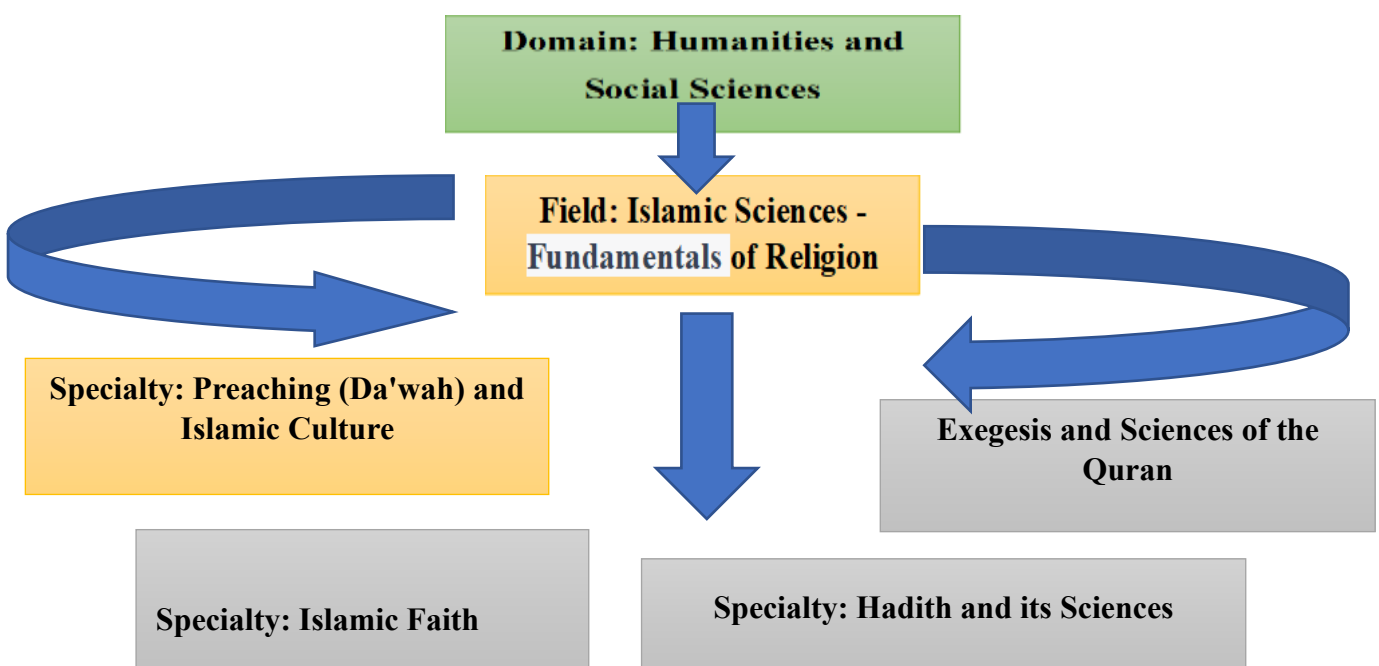 Domain: Humanities and
Social Sciences
Field: Islamic Sciences -
Fundamentals of Religion
Specialty: Preaching (Da'wah) and
Islamic Culture
Exegesis and Sciences of the
Quran
Specialty: Islamic Faith
Specialty: Hadith and its Sciences